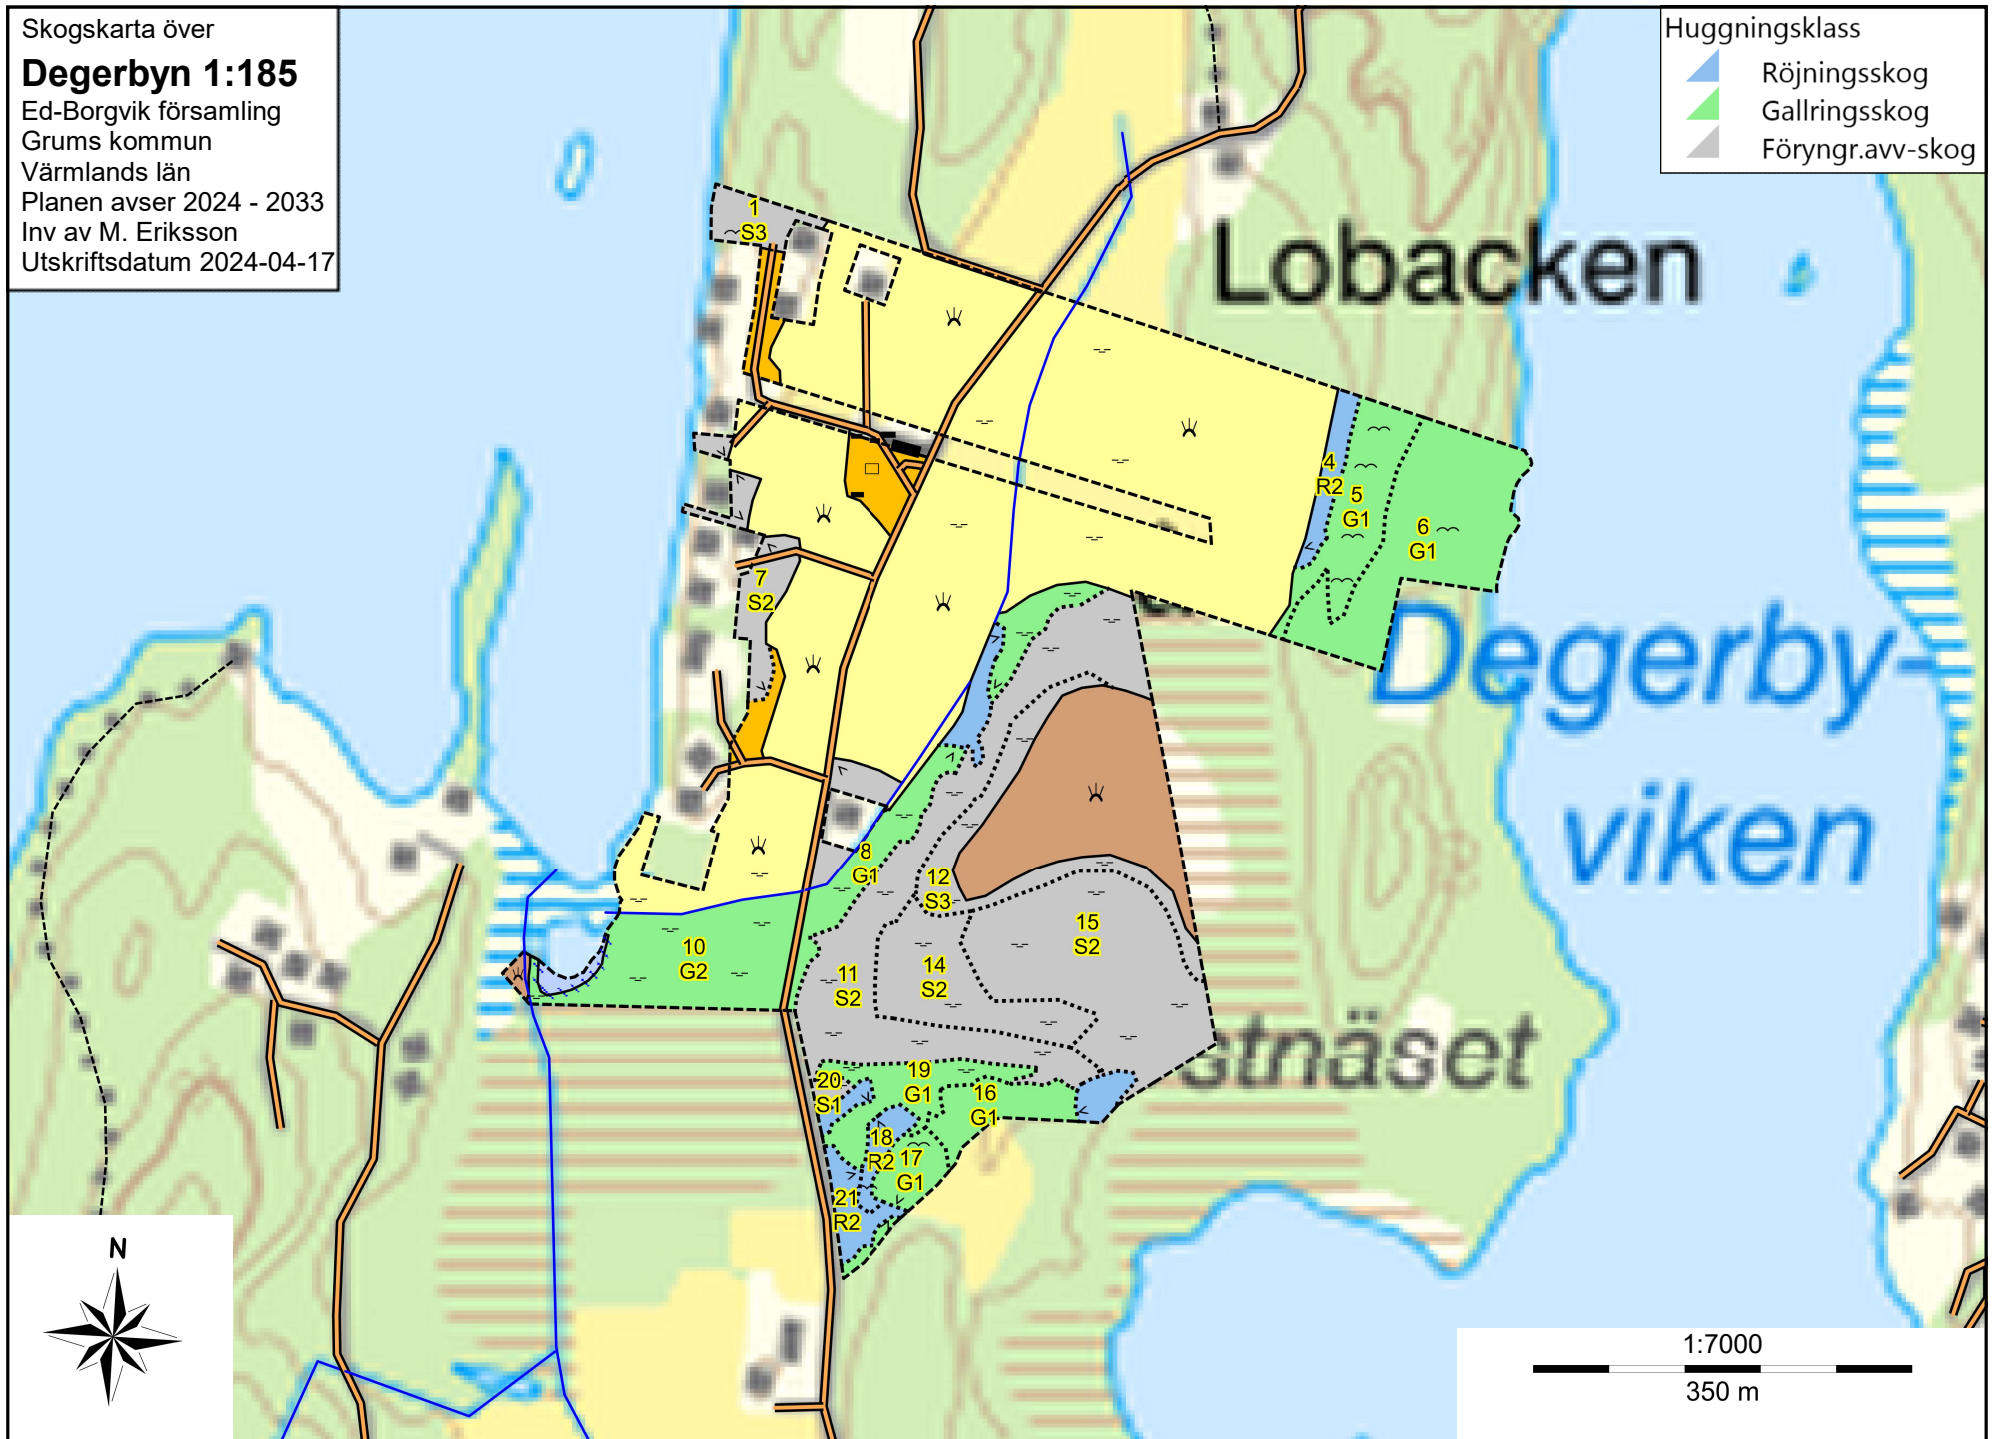 Skogskarta över
Degerbyn 1:185
Ed-Borgvik församling
Grums kommun
Värmlands län
Planen avser 2024 - 2033
Inv av M. Eriksson
Utskriftsdatum 2024-04-17
Huggningsklass
Röjningsskog
Gallringsskog
Föryngr.avv-skog
1
S3
Lobacken
4
R2
5
G1
6
G1
7
S2
Degerby-
viken
8
G1
12
S3
15
S2
10
G2
14
S2
11
S2
stnäset
19
G1
20
S1
16
G1
18
R2
17
G1
21
R2
N
1:7000
350 m